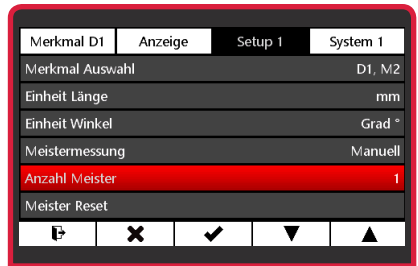 Merkmal D1 Anzeige Setup 1 System 1
Merkmal Auswahl D1, M2
Einheit Länge mm
Einheit Winkel Grad °
Meistermessung Manuell
Anzahl Meister 1
Meister Reset